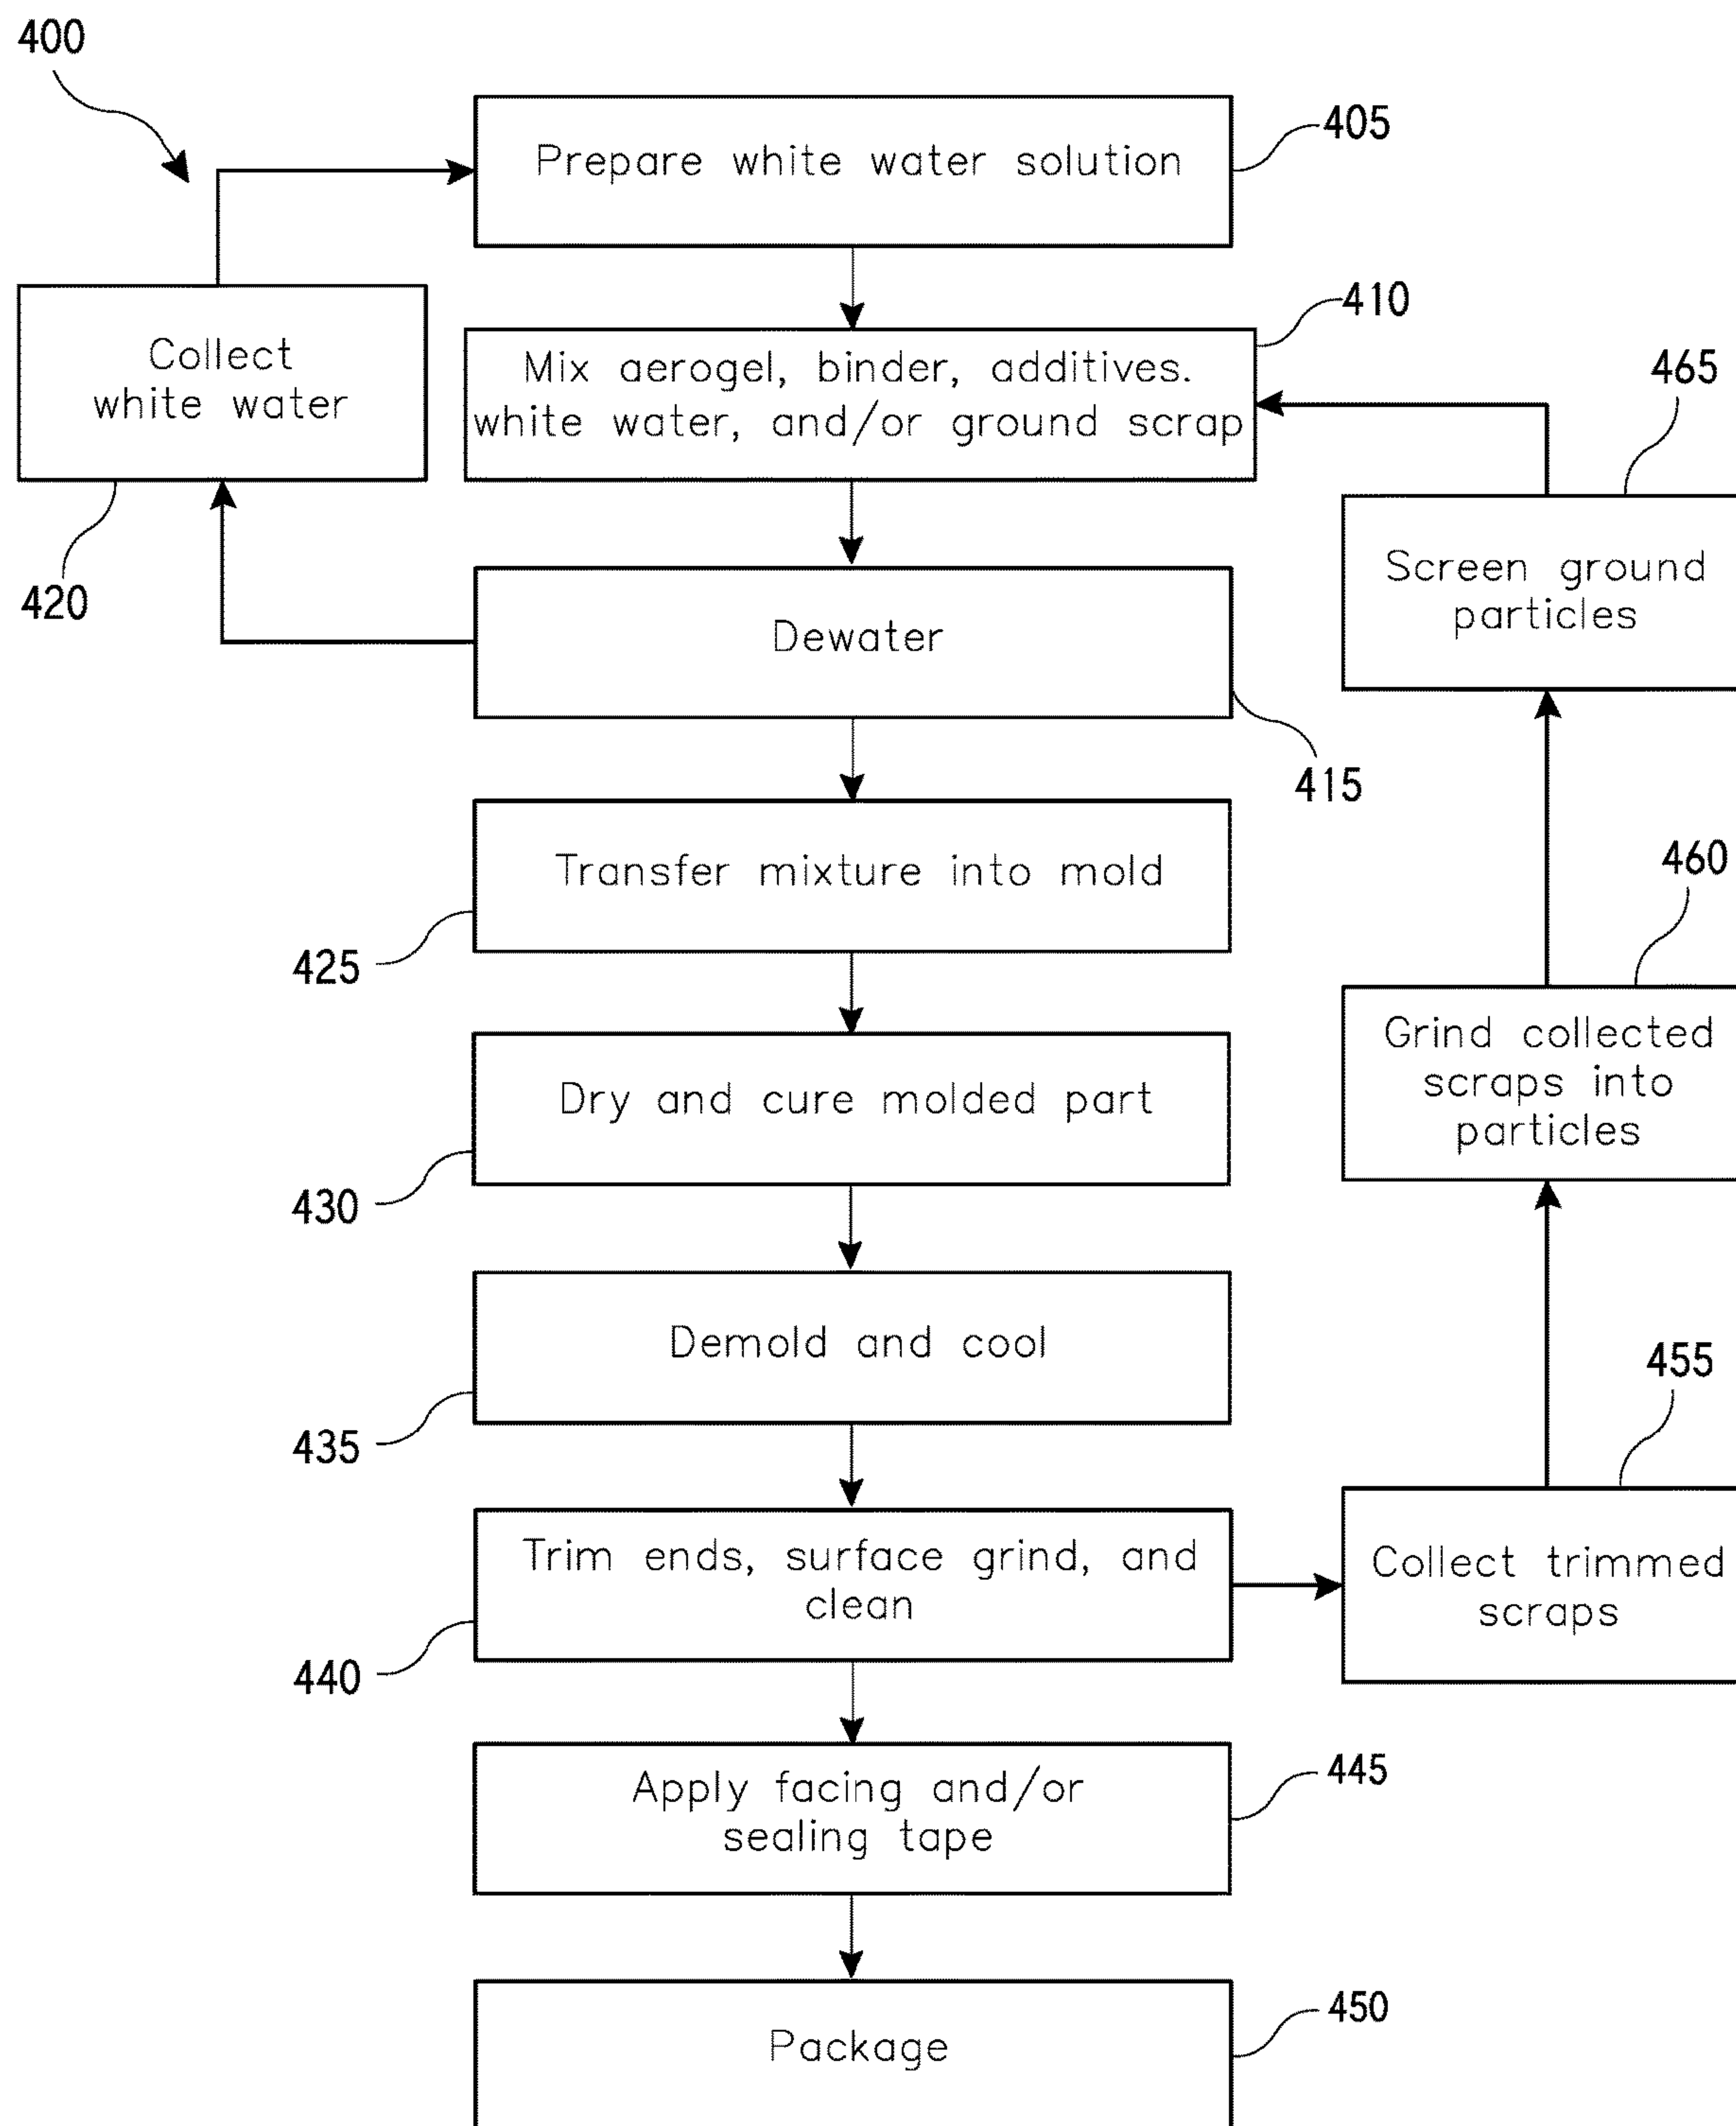 400
Prepare white water solution
405
Collect
white water
420
Mix aerogel, binder, additives.
white water, and/or ground scrap
410
465
Screen ground
particles
Dewater
415
Transfer mixture into mold
425
460
Grind collected
scraps into
particles
Dry and cure molded part
430
Demold and cool
435
455
Collect trimmed
scraps
Trim ends, surface grind, and
clean
440
Apply facing and/or
sealing tape
445
Package
450